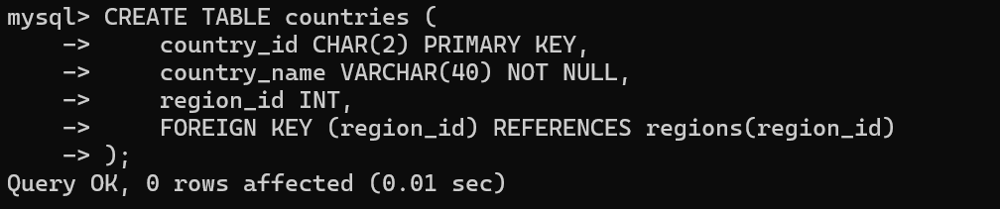 mysql> CREATE TABLE countries (
    ->     country_id CHAR(2) PRIMARY KEY,
    ->     country_name VARCHAR(40) NOT NULL,
    ->     region_id INT,
    ->     FOREIGN KEY (region_id) REFERENCES regions(region_id)
    -> );
Query OK, 0 rows affected (0.01 sec)